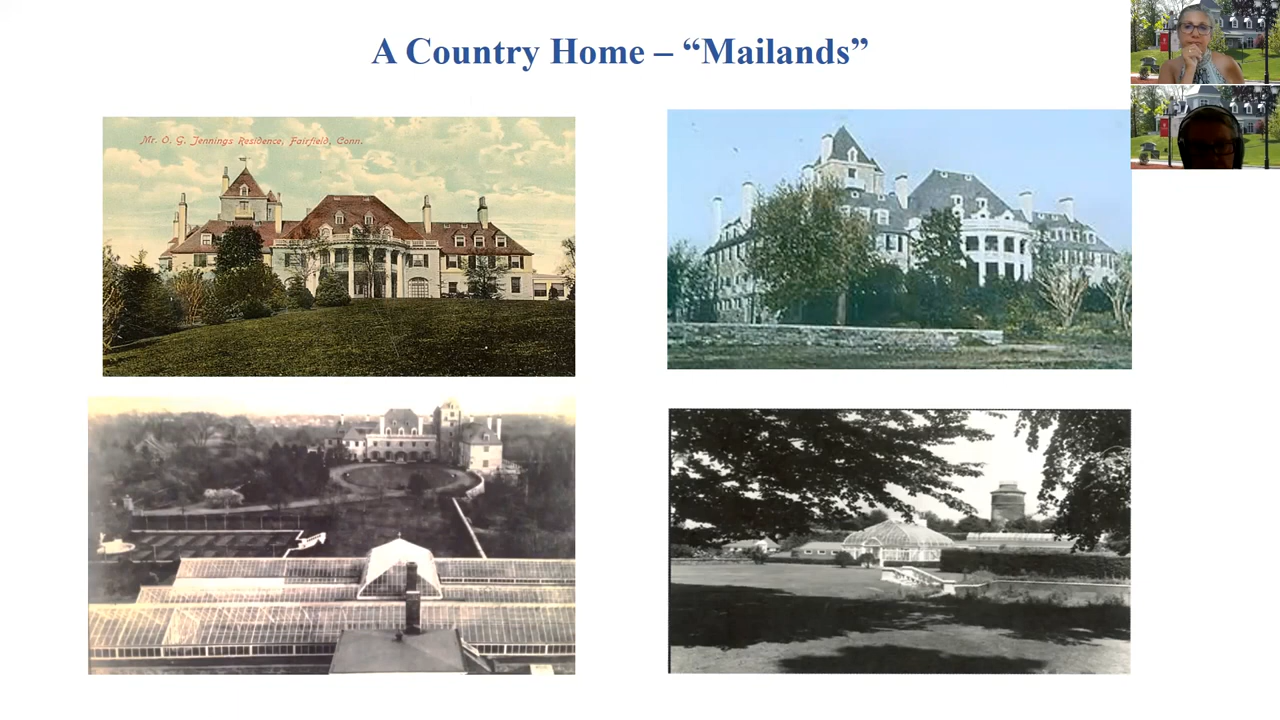 A Country Home – “Mailands”
Mr. O. G. Jennings Residence, Fairfield, Conn.